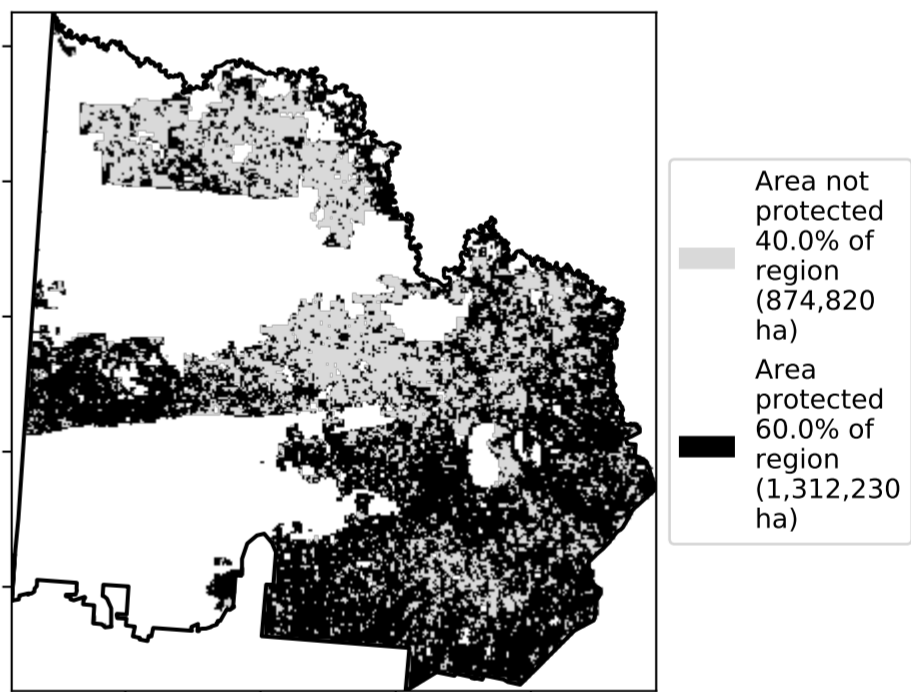 Area not
protected
40.0% of
region
(874,820
ha)
Area
protected
60.0% of
region
(1,312,230
ha)